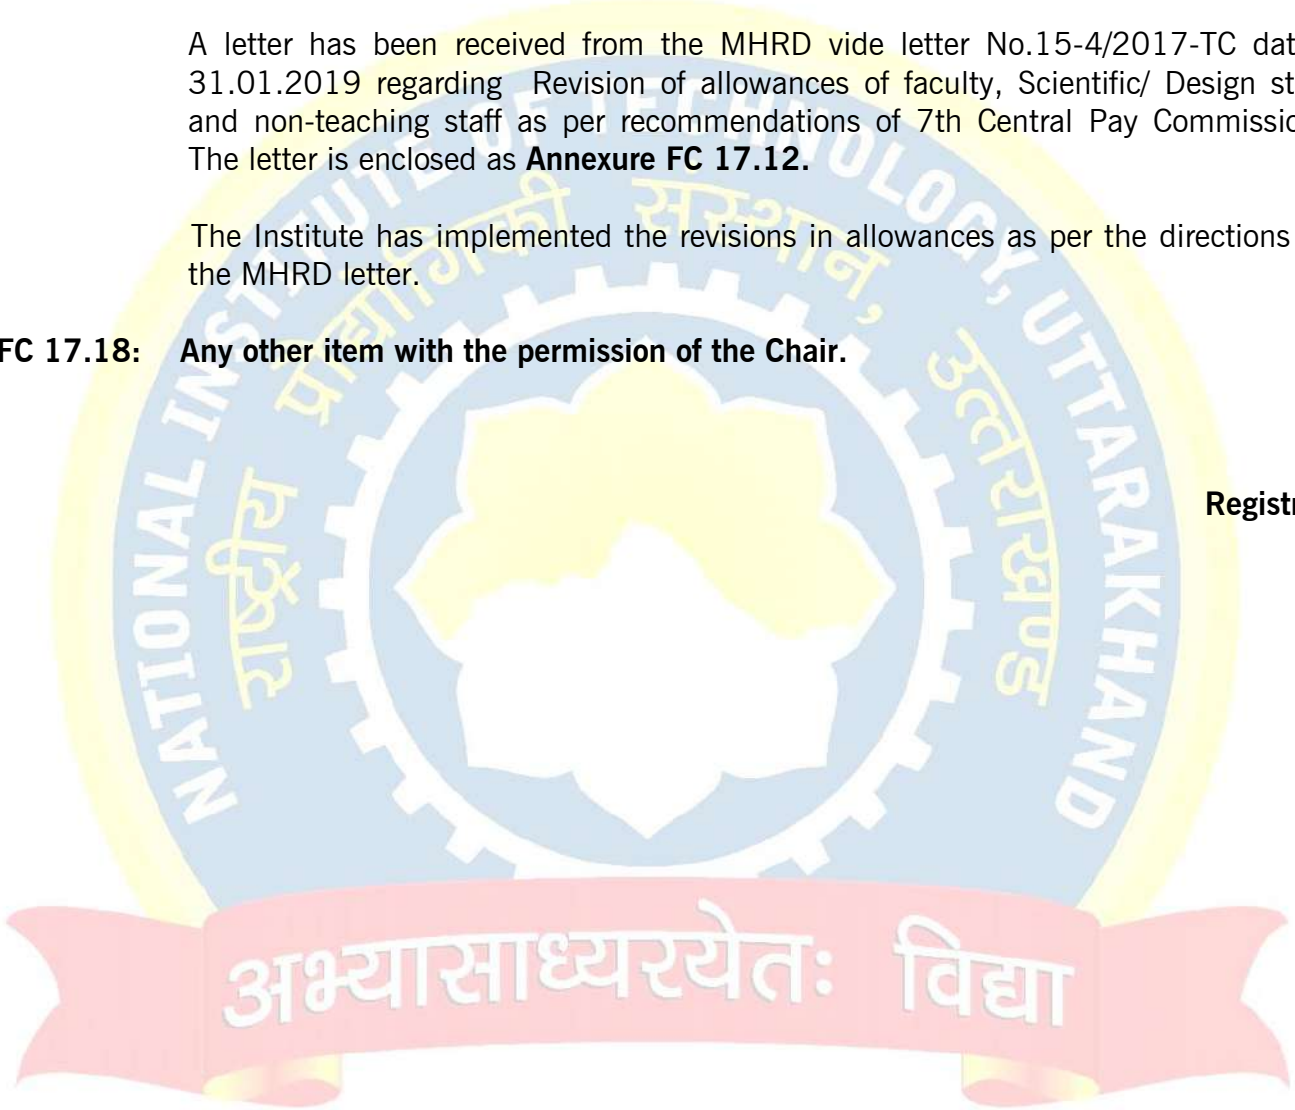 A letter has been received from the MHRD vide letter No.15-4/2017-TC dat
31.01.2019 regarding Revision of allowances of faculty, Scientific/ Design st
and non-teaching staff as per recommendations of 7th Central Pay Commissio
The letter is enclosed as Annexure FC 17.12.
The Institute has implemented the revisions in allowances as per the directions
the MHRD letter.
FC 17.18: Any other item with the permission of the Chair.
Registr
NATIONAL INSTITUTE OF TECHNOLOGY, UTTARAKHAND
राष्ट्रीय प्रौद्योगिकी संस्थान, उत्तराखण्ड
अभ्यासाध्यरयेतः विद्या